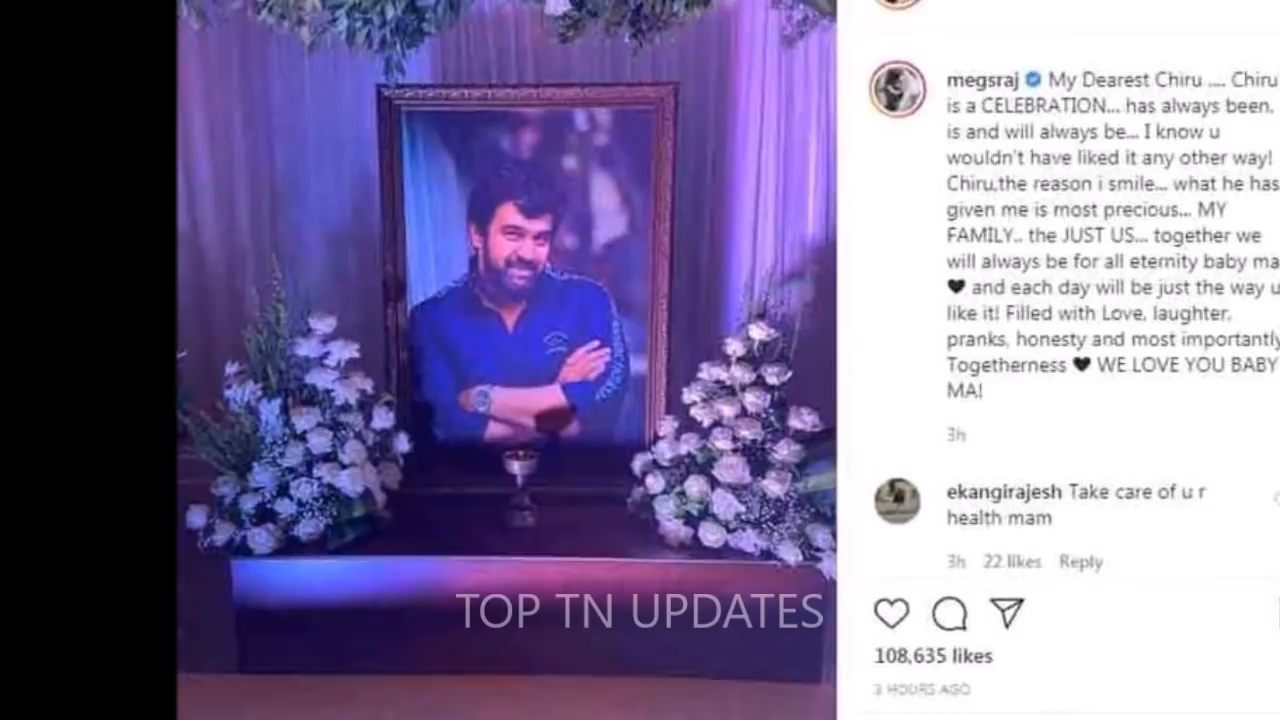 megsraj My Dearest Chiru .... Chiru
is a CELEBRATION... has always been.
is and will always be... I know u
wouldn't have liked it any other way!
Chiru,the reason i smile... what he has
given me is most precious... MY
FAMILY.. the JUST US... together we
will always be for all eternity baby ma
🖤 and each day will be just the way u
like it! Filled with Love, laughter,
pranks, honesty and most importantly
Togetherness 🖤 WE LOVE YOU BABY
MA!
3h
ekangirajesh Take care of u r
health mam
3h 22 likes Reply
TOP TN UPDATES
108,635 likes
3 HOURS AGO